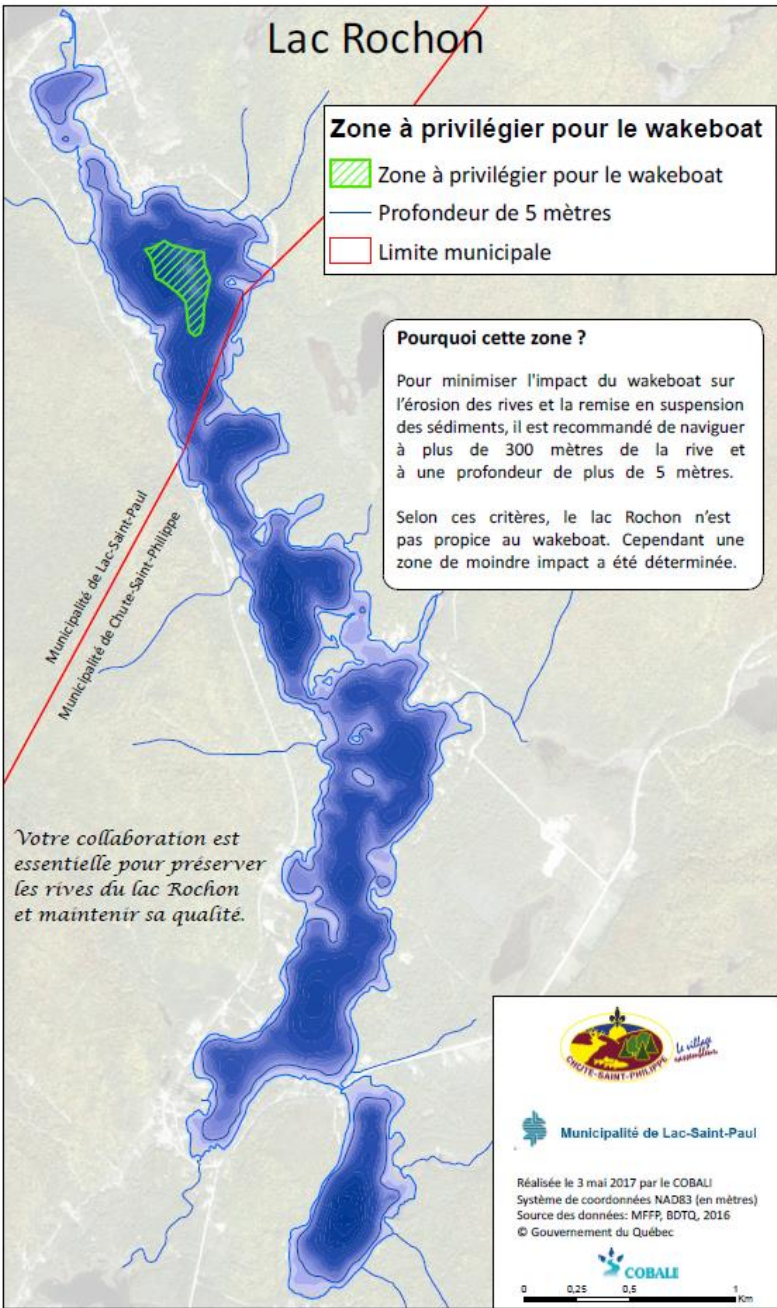 Lac Rochon
Zone à privilégier pour le wakeboat
Zone à privilégier pour le wakeboat
Profondeur de 5 mètres
Limite municipale
Pourquoi cette zone ?
Pour minimiser l'impact du wakeboat sur
l'érosion des rives et la remise en suspension
des sédiments, il est recommandé de naviguer
à plus de 300 mètres de la rive et
à une profondeur de plus de 5 mètres.
Selon ces critères, le lac Rochon n'est
pas propice au wakeboat. Cependant une
zone de moindre impact a été déterminée.
Municipalité de Lac-Saint-Paul
Municipalité de Chute-Saint-Philippe
Votre collaboration est
essentielle pour préserver
les rives du lac Rochon
et maintenir sa qualité.
CHUTE-SAINT-PHILIPPE
Le village
rassembleur
Municipalité de Lac-Saint-Paul
Réalisée le 3 mai 2017 par le COBALI
Système de coordonnées NAD83 (en mètres)
Source des données: MFFP, BDTQ, 2016
© Gouvernement du Québec
COBALI
0 0,25 0,5 1
Km